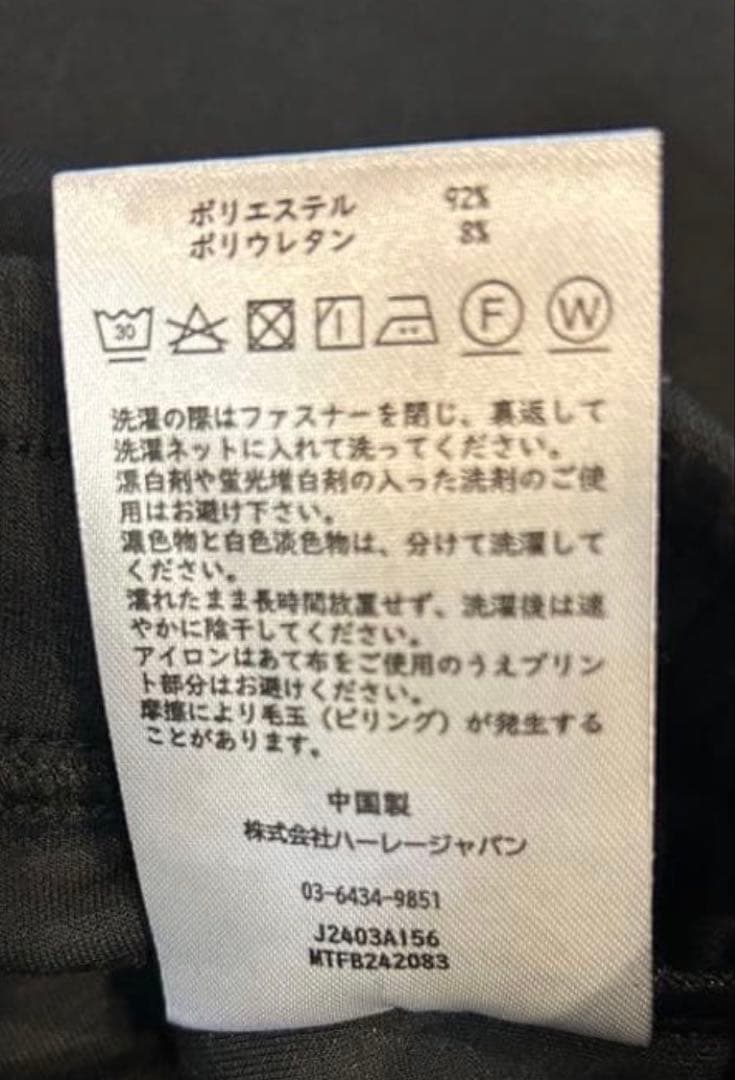 ポリエステル 92%
ポリウレタン 8%
30 F W
洗濯の際はファスナーを閉じ、裏返して
洗濯ネットに入れて洗ってください。
漂白剤や蛍光増白剤の入った洗剤のご使
用はお避け下さい。
濃色物と白色淡色物は、分けて洗濯して
ください。
濡れたまま長時間放置せず、洗濯後は速
やかに陰干してください。
アイロンはあて布をご使用のうえプリン
ト部分はお避けください。
摩擦により毛玉（ピリング）が発生する
ことがあります。
中国製
株式会社ハーレージャパン
03-6434-9851
J2403A156
MTFB242083